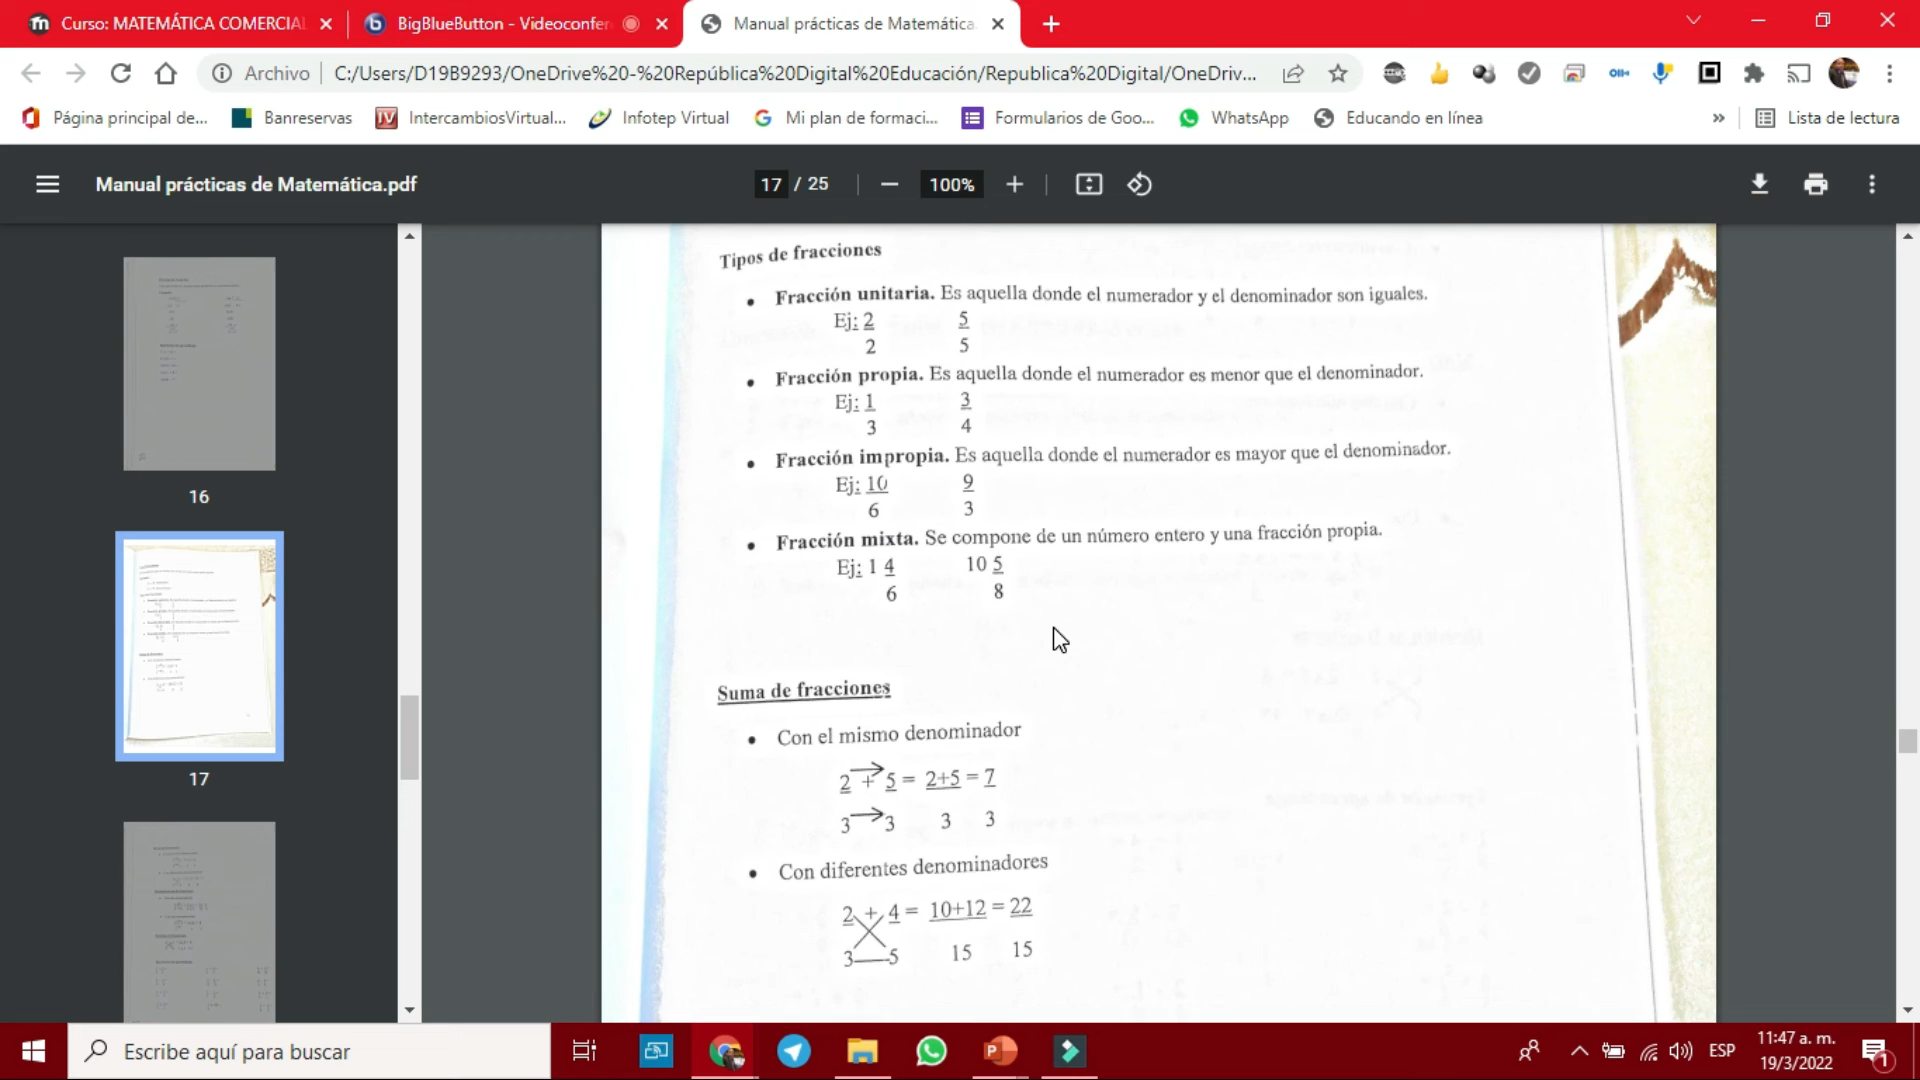 Curso: MATEMÁTICA COMERCIAL
BigBlueButton - Videoconferen
Manual prácticas de Matemática.
Archivo
C:/Users/D19B9293/OneDrive%20-%20República%20Digital%20Educación/Republica%20Digital/OneDriv...
Página principal de...
Banreservas
IntercambiosVirtual...
Infotep Virtual
Mi plan de formaci...
Formularios de Goo...
WhatsApp
Educando en línea
»
Lista de lectura
Manual prácticas de Matemática.pdf
17 / 25
100%
16
17
Tipos de fracciones
• Fracción unitaria. Es aquella donde el numerador y el denominador son iguales.
Ej: 2 5
2 5
• Fracción propia. Es aquella donde el numerador es menor que el denominador.
Ej: 1 3
3 4
• Fracción impropia. Es aquella donde el numerador es mayor que el denominador.
Ej: 10 9
6 3
• Fracción mixta. Se compone de un número entero y una fracción propia.
Ej: 1 4 10 5
6 8
Suma de fracciones
• Con el mismo denominador
2 + 5 = 2+5 = 7
3 3 3 3
• Con diferentes denominadores
2 + 4 = 10+12 = 22
3 5 15 15
Escribe aquí para buscar
ESP
11:47 a. m.
19/3/2022
1